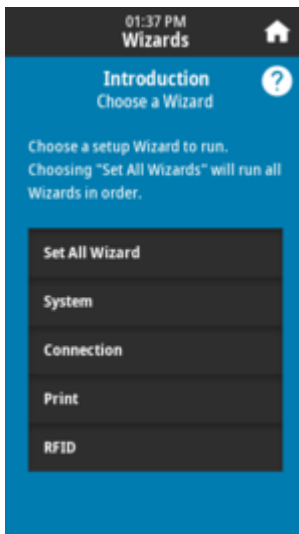 01:37 PM
Wizards
Introduction
?
Choose a Wizard
Choose a setup Wizard to run.
Choosing "Set All Wizards" will run all
Wizards in order.
Set All Wizard
System
Connection
Print
RFID